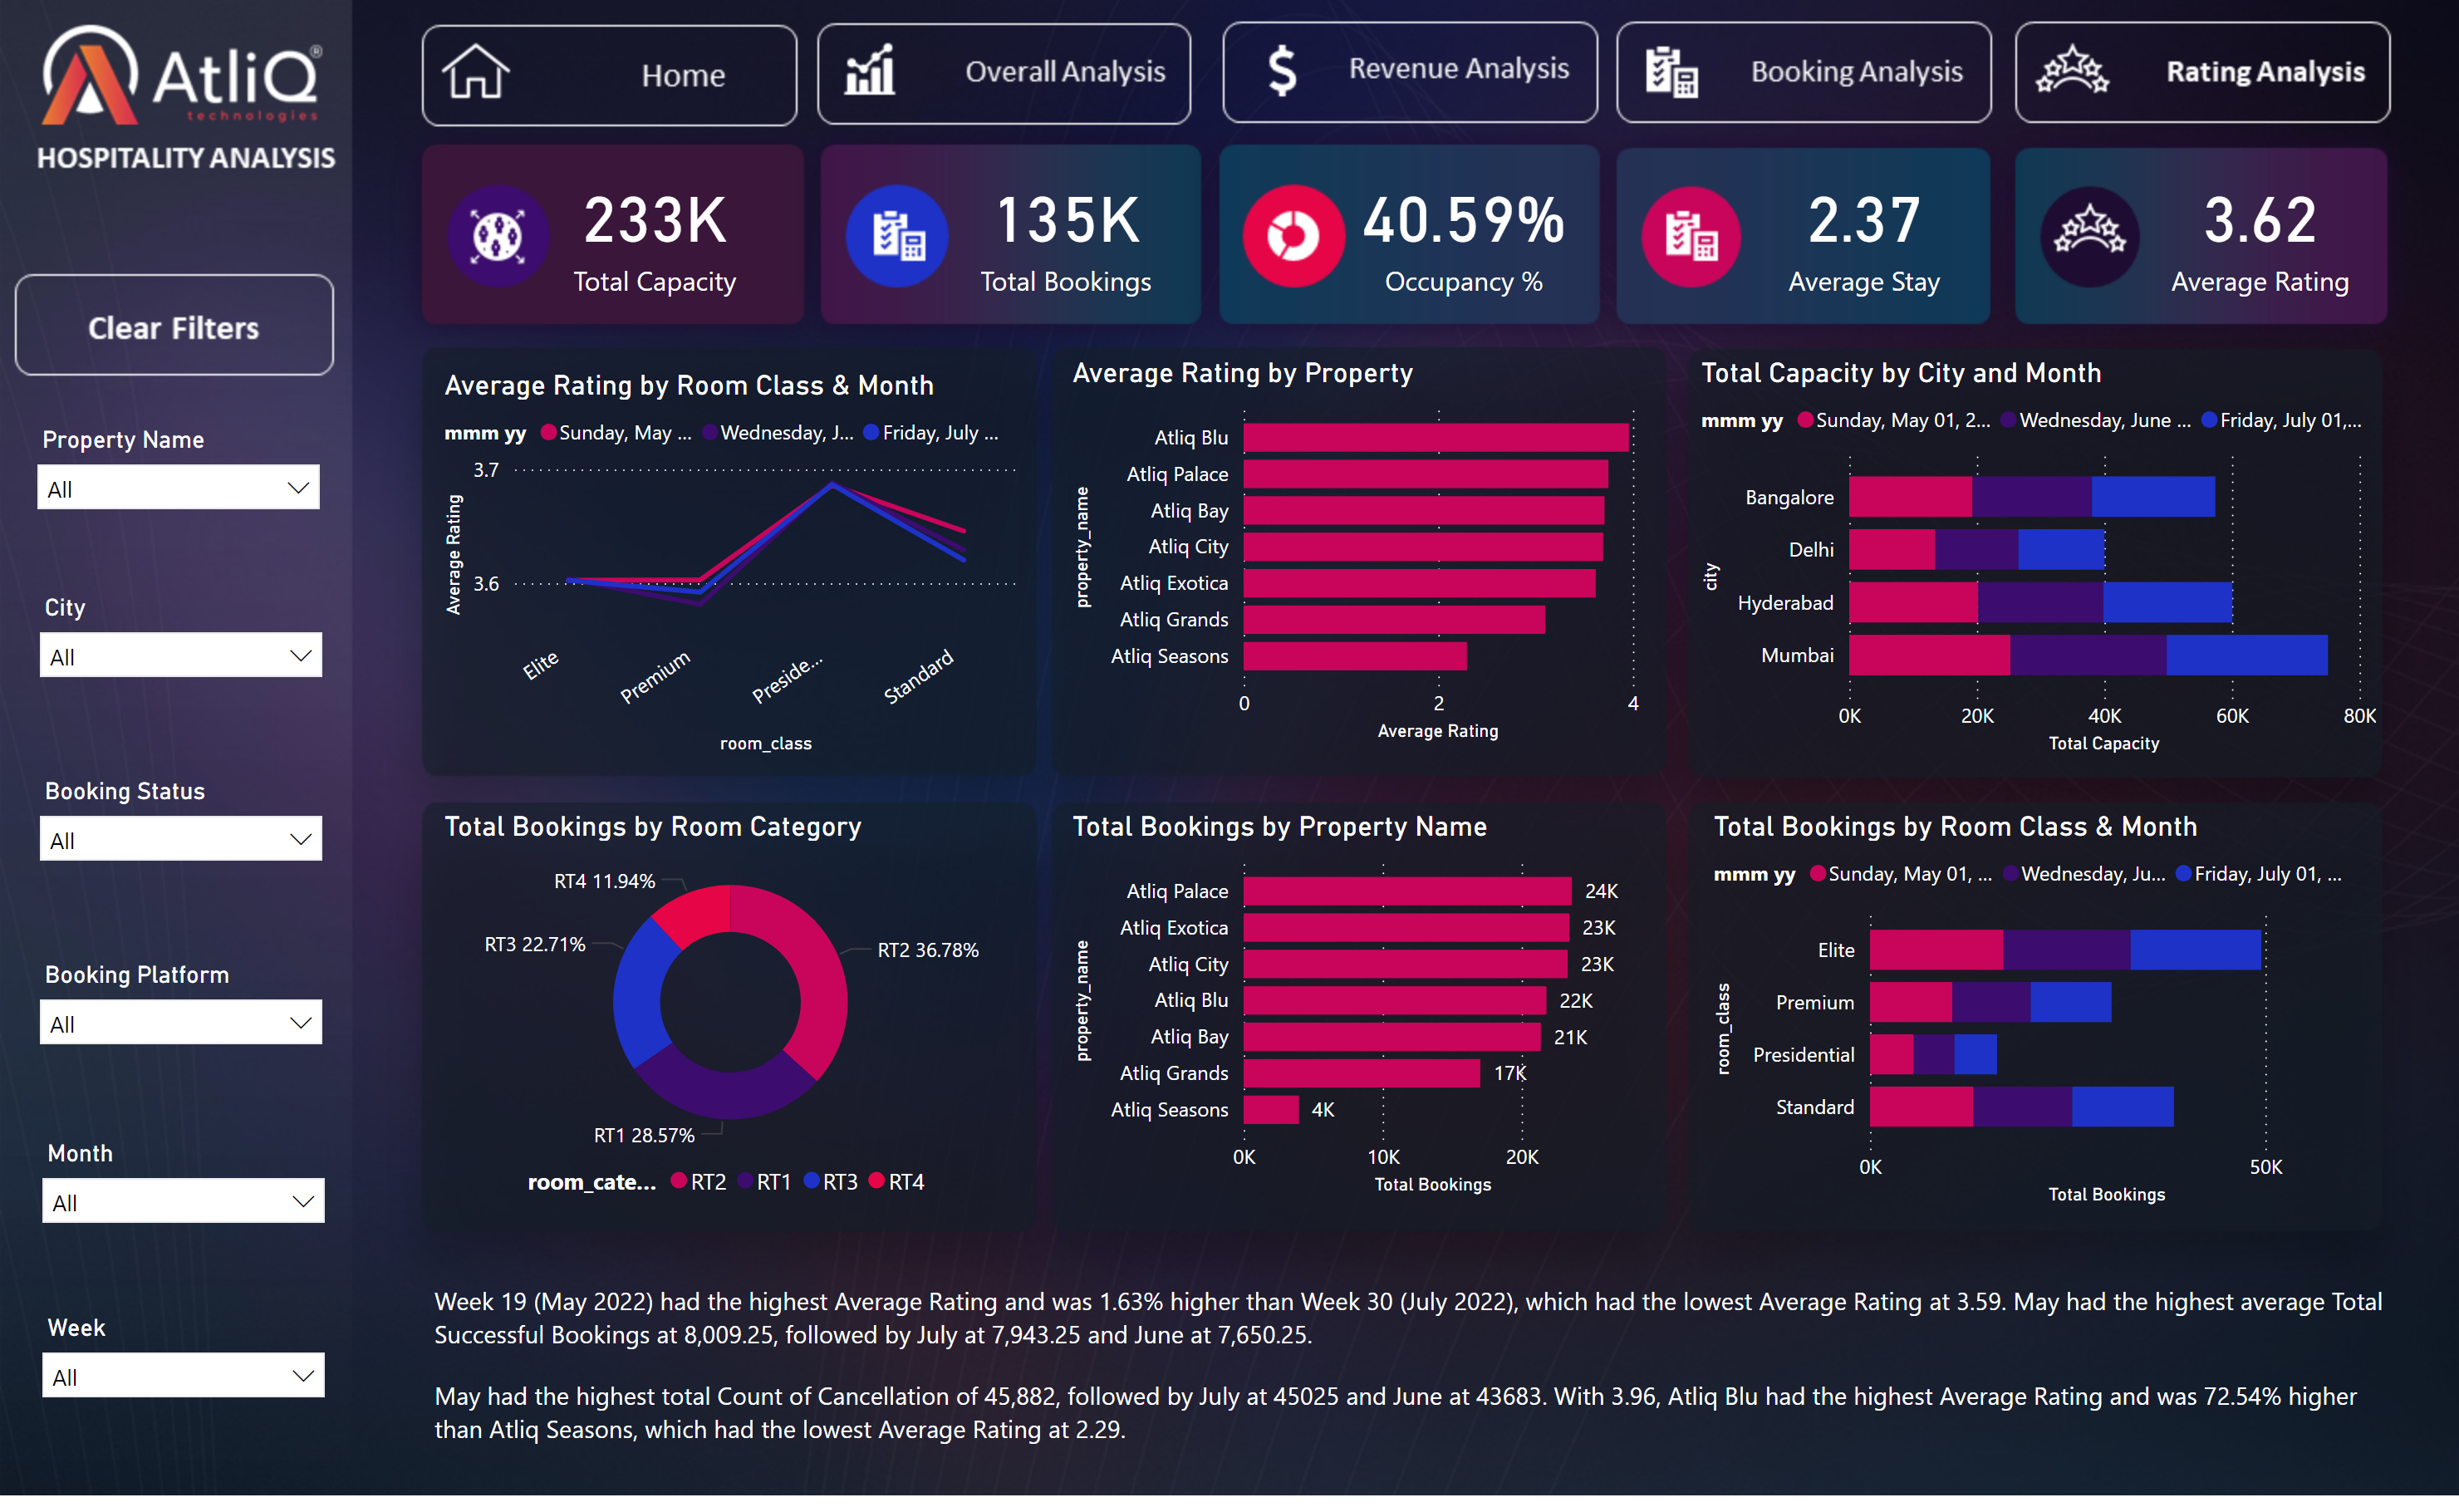 AtliQ®
technologies
HOSPITALITY ANALYSIS
Home
Overall Analysis
$ Revenue Analysis
Booking Analysis
Rating Analysis
233K
Total Capacity
135K
Total Bookings
40.59%
Occupancy %
2.37
Average Stay
3.62
Average Rating
Clear Filters
Property Name
All
City
All
Booking Status
All
Booking Platform
All
Month
All
Week
All
Average Rating by Room Class & Month
mmm yy Sunday, May ... Wednesday, J... Friday, July ...
3.7
3.6
Average Rating
Elite
Premium
Preside...
Standard
room_class
Average Rating by Property
property_name
Atliq Blu
Atliq Palace
Atliq Bay
Atliq City
Atliq Exotica
Atliq Grands
Atliq Seasons
0 2 4
Average Rating
Total Capacity by City and Month
mmm yy Sunday, May 01, 2... Wednesday, June ... Friday, July 01,...
city
Bangalore
Delhi
Hyderabad
Mumbai
0K 20K 40K 60K 80K
Total Capacity
Total Bookings by Room Category
RT4 11.94%
RT3 22.71%
RT2 36.78%
RT1 28.57%
room_cate... RT2 RT1 RT3 RT4
Total Bookings by Property Name
property_name
Atliq Palace 24K
Atliq Exotica 23K
Atliq City 23K
Atliq Blu 22K
Atliq Bay 21K
Atliq Grands 17K
Atliq Seasons 4K
0K 10K 20K
Total Bookings
Total Bookings by Room Class & Month
mmm yy Sunday, May 01, ... Wednesday, Ju... Friday, July 01, ...
room_class
Elite
Premium
Presidential
Standard
0K 50K
Total Bookings
Week 19 (May 2022) had the highest Average Rating and was 1.63% higher than Week 30 (July 2022), which had the lowest Average Rating at 3.59. May had the highest average Total
Successful Bookings at 8,009.25, followed by July at 7,943.25 and June at 7,650.25.
May had the highest total Count of Cancellation of 45,882, followed by July at 45025 and June at 43683. With 3.96, Atliq Blu had the highest Average Rating and was 72.54% higher
than Atliq Seasons, which had the lowest Average Rating at 2.29.